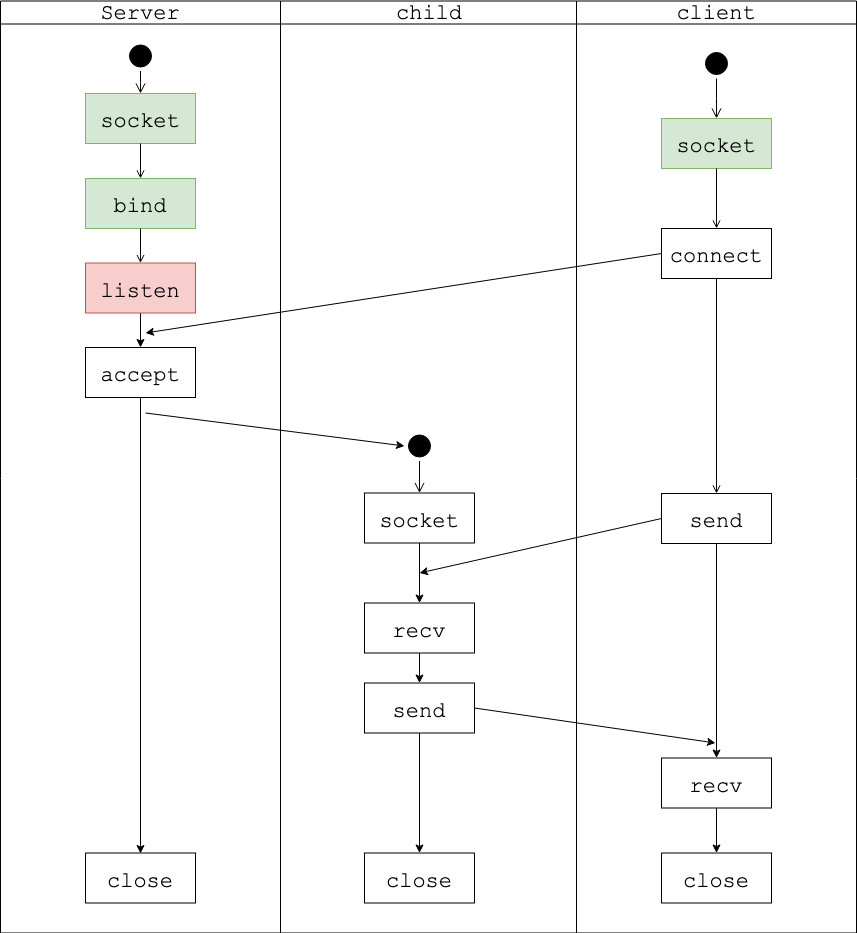 Server
child
client
socket
bind
listen
accept
close
socket
recv
send
close
socket
connect
send
recv
close